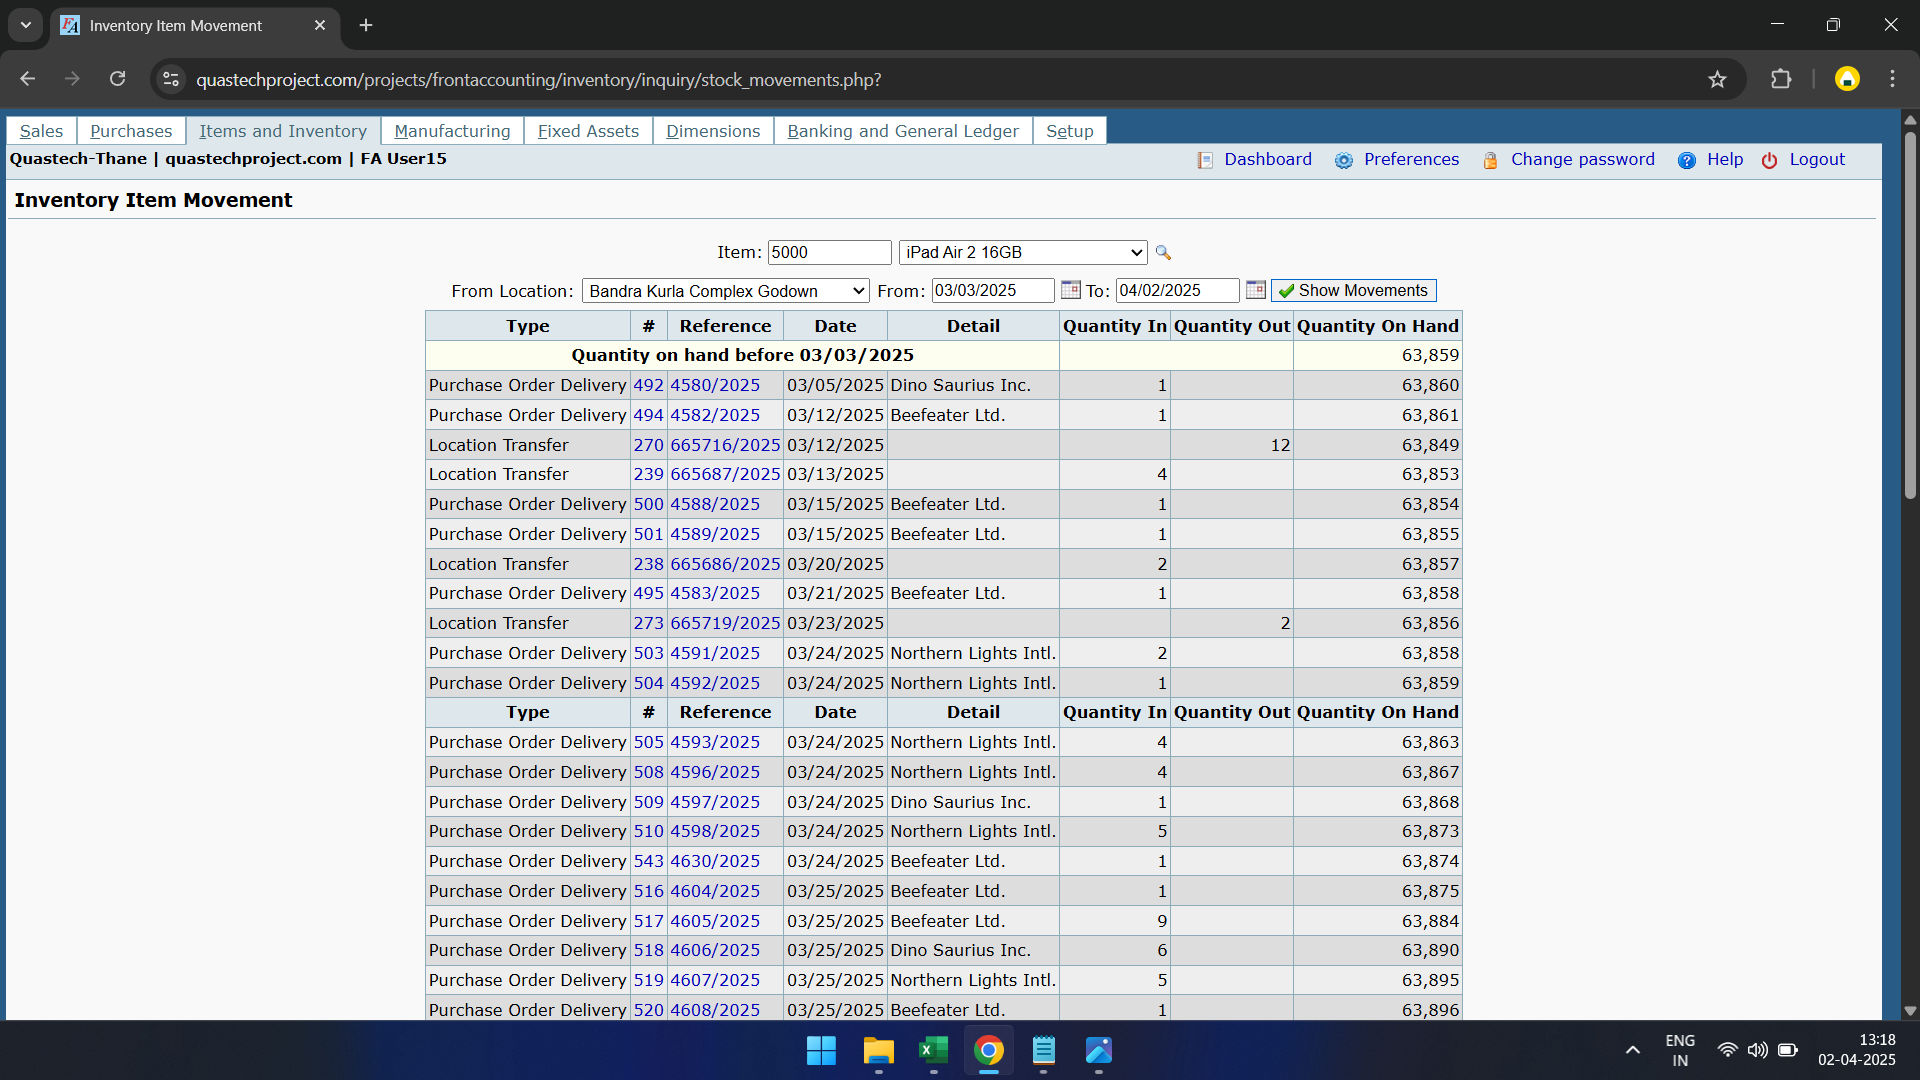 Inventory Item Movement
quastechproject.com/projects/frontaccounting/inventory/inquiry/stock_movements.php?
Sales Purchases Items and Inventory Manufacturing Fixed Assets Dimensions Banking and General Ledger Setup
Quastech-Thane | quastechproject.com | FA User15 Dashboard Preferences Change password Help Logout
Inventory Item Movement
Item: 5000 iPad Air 2 16GB
From Location: Bandra Kurla Complex Godown From: 03/03/2025 To: 04/02/2025 Show Movements
Type # Reference Date Detail Quantity In Quantity Out Quantity On Hand
Quantity on hand before 03/03/2025 63,859
Purchase Order Delivery 492 4580/2025 03/05/2025 Dino Saurius Inc. 1 63,860
Purchase Order Delivery 494 4582/2025 03/12/2025 Beefeater Ltd. 1 63,861
Location Transfer 270 665716/2025 03/12/2025 12 63,849
Location Transfer 239 665687/2025 03/13/2025 4 63,853
Purchase Order Delivery 500 4588/2025 03/15/2025 Beefeater Ltd. 1 63,854
Purchase Order Delivery 501 4589/2025 03/15/2025 Beefeater Ltd. 1 63,855
Location Transfer 238 665686/2025 03/20/2025 2 63,857
Purchase Order Delivery 495 4583/2025 03/21/2025 Beefeater Ltd. 1 63,858
Location Transfer 273 665719/2025 03/23/2025 2 63,856
Purchase Order Delivery 503 4591/2025 03/24/2025 Northern Lights Intl. 2 63,858
Purchase Order Delivery 504 4592/2025 03/24/2025 Northern Lights Intl. 1 63,859
Type # Reference Date Detail Quantity In Quantity Out Quantity On Hand
Purchase Order Delivery 505 4593/2025 03/24/2025 Northern Lights Intl. 4 63,863
Purchase Order Delivery 508 4596/2025 03/24/2025 Northern Lights Intl. 4 63,867
Purchase Order Delivery 509 4597/2025 03/24/2025 Dino Saurius Inc. 1 63,868
Purchase Order Delivery 510 4598/2025 03/24/2025 Northern Lights Intl. 5 63,873
Purchase Order Delivery 543 4630/2025 03/24/2025 Beefeater Ltd. 1 63,874
Purchase Order Delivery 516 4604/2025 03/25/2025 Beefeater Ltd. 1 63,875
Purchase Order Delivery 517 4605/2025 03/25/2025 Beefeater Ltd. 9 63,884
Purchase Order Delivery 518 4606/2025 03/25/2025 Dino Saurius Inc. 6 63,890
Purchase Order Delivery 519 4607/2025 03/25/2025 Northern Lights Intl. 5 63,895
Purchase Order Delivery 520 4608/2025 03/25/2025 Beefeater Ltd. 1 63,896
ENG 13:18
IN 02-04-2025